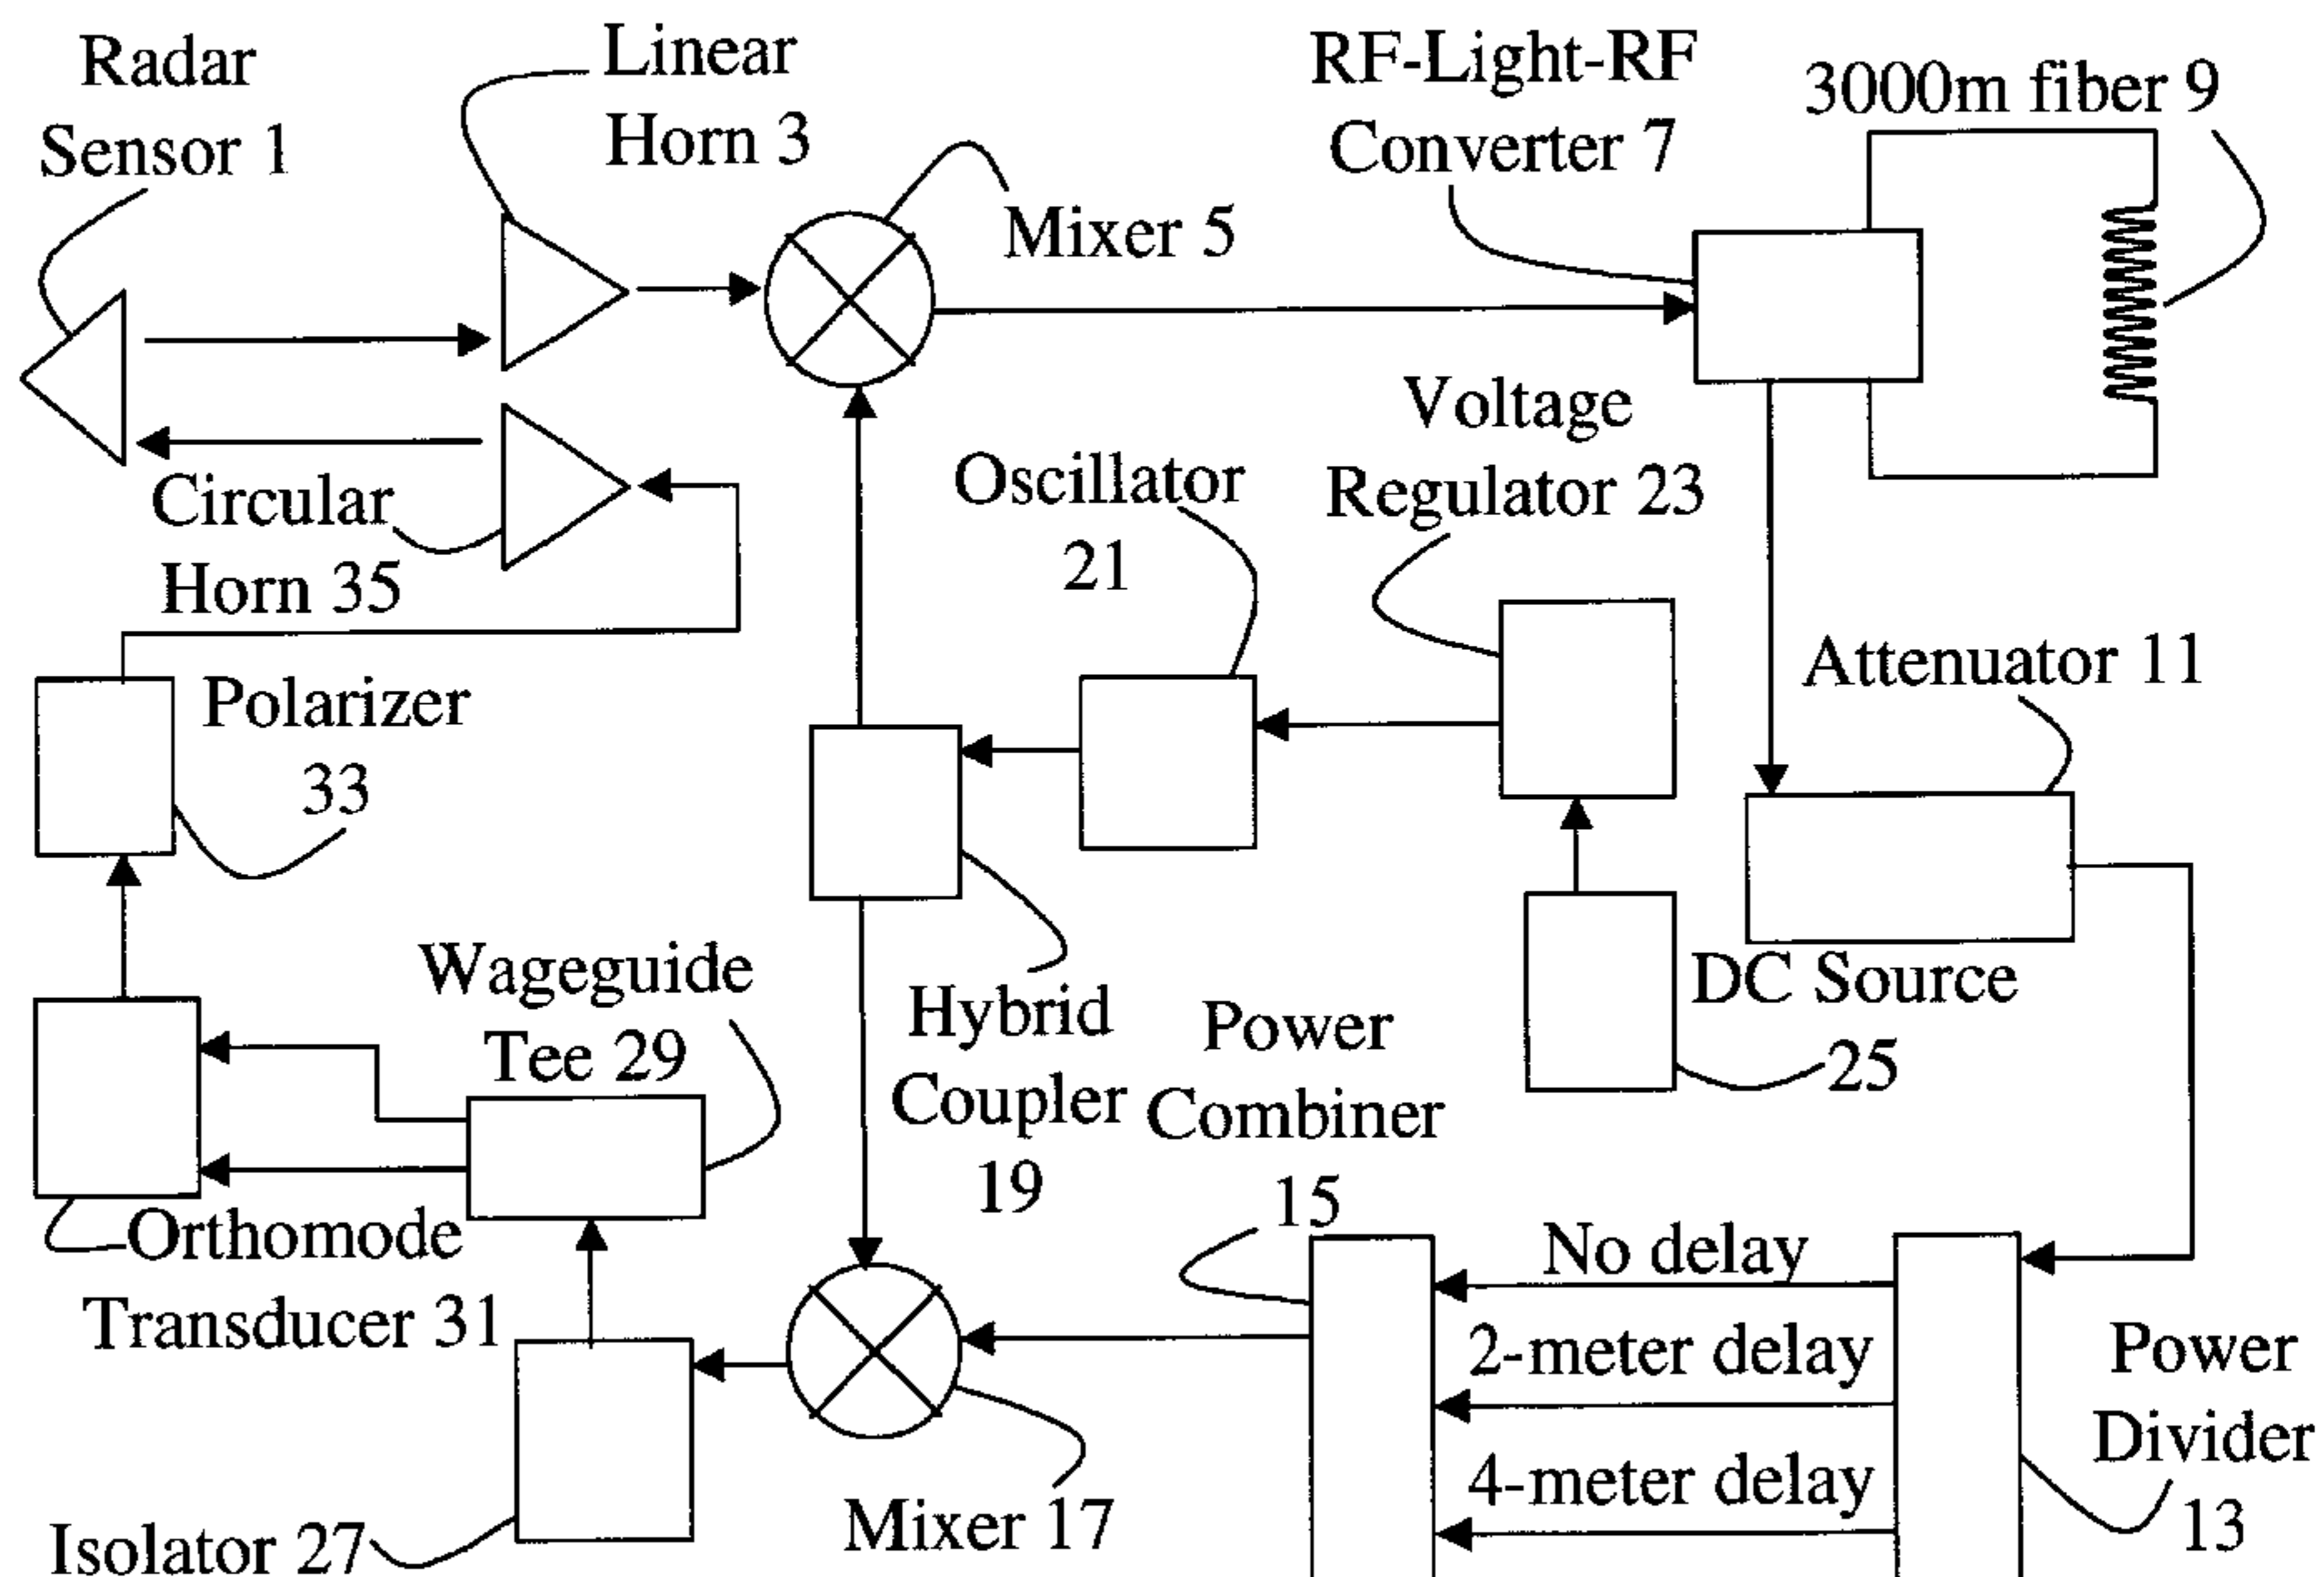 Radar
Sensor 1
Linear
Horn 3
Mixer 5
RF-Light-RF
Converter 7
3000m fiber 9
Circular
Horn 35
Oscillator
21
Voltage
Regulator 23
Attenuator 11
Polarizer
33
Wageguide
Tee 29
Hybrid
Coupler
19
Power
Combiner
15
DC Source
25
Orthomode
Transducer 31
No delay
2-meter delay
4-meter delay
Power
Divider
13
Isolator 27
Mixer 17